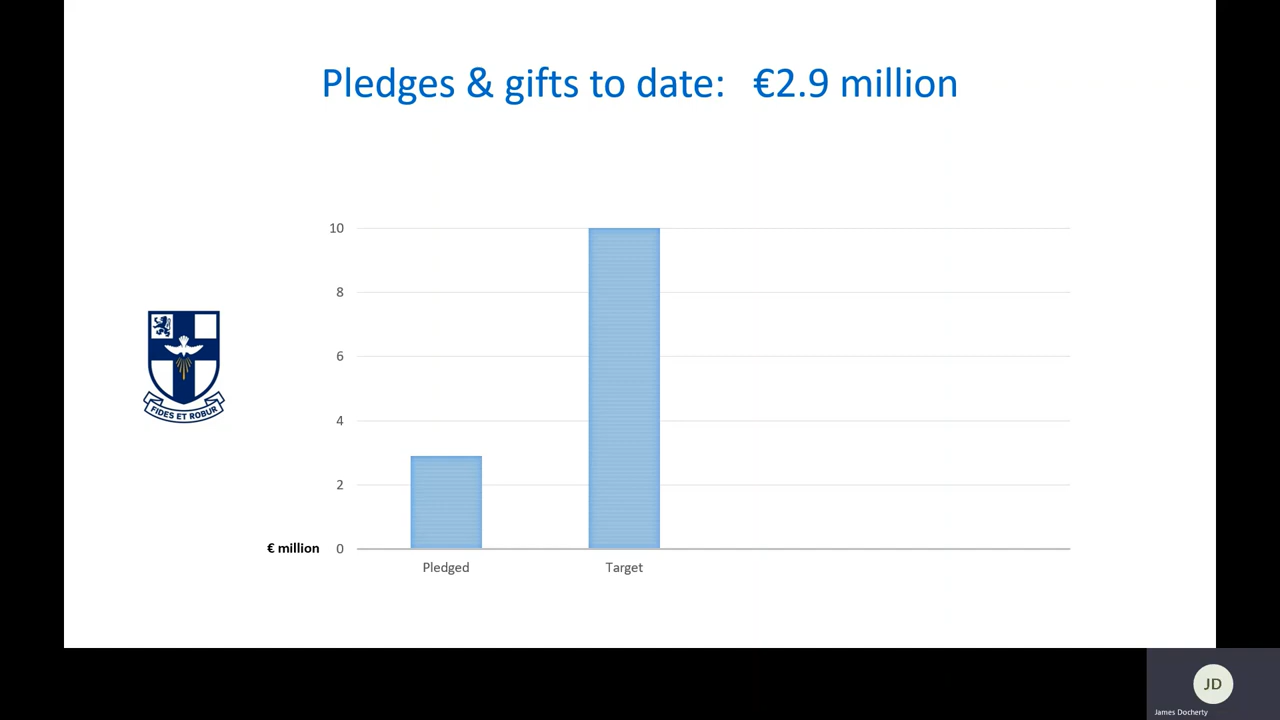 Pledges & gifts to date: €2.9 million
10
8
6
4
2
€ million 0
Pledged Target
FIDES ET ROBUR
JD
James Docherty